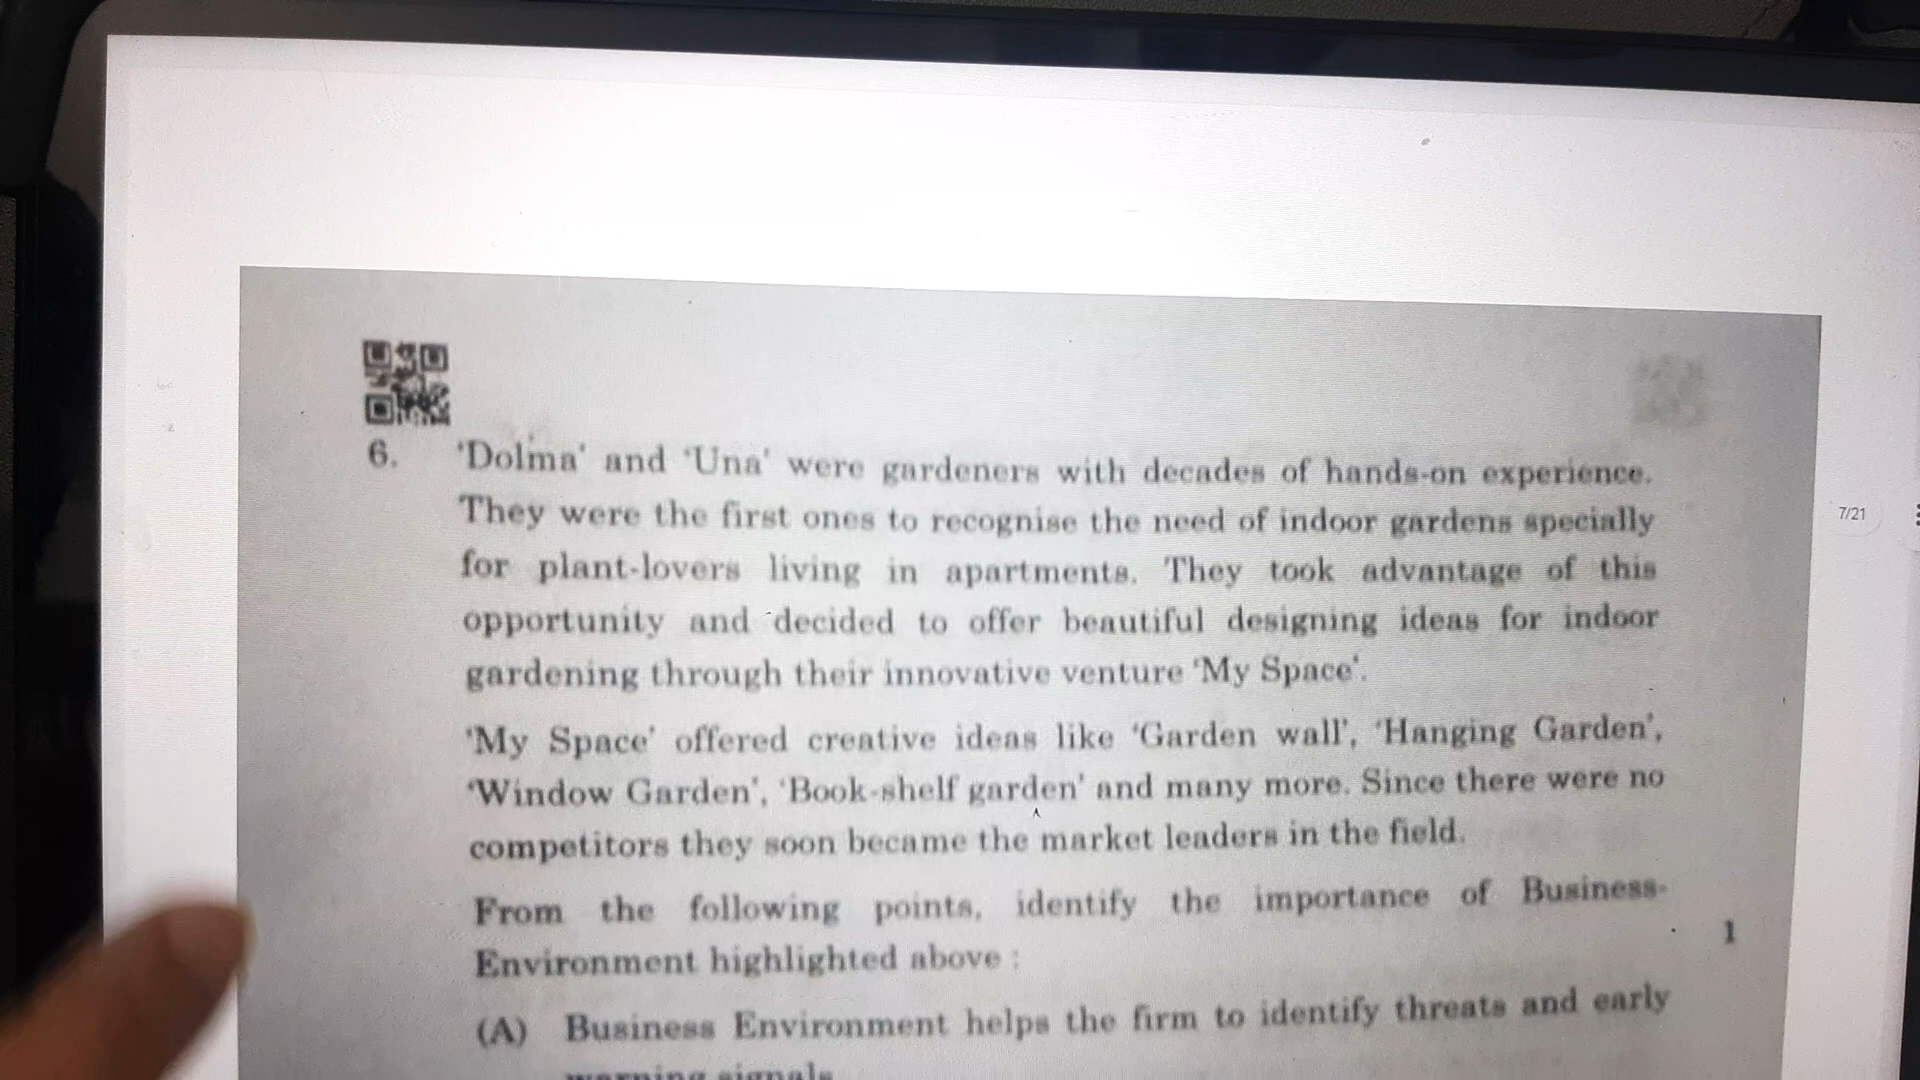 6. 'Dolma' and 'Una' were gardeners with decades of hands-on experience.
They were the first ones to recognise the need of indoor gardens specially
for plant-lovers living in apartments. They took advantage of this
opportunity and decided to offer beautiful designing ideas for indoor
gardening through their innovative venture 'My Space'.
'My Space' offered creative ideas like 'Garden wall', 'Hanging Garden',
'Window Garden', 'Book-shelf garden' and many more. Since there were no
competitors they soon became the market leaders in the field.
From the following points, identify the importance of Business-
Environment highlighted above : 1
(A) Business Environment helps the firm to identify threats and early
warning signals
7/21